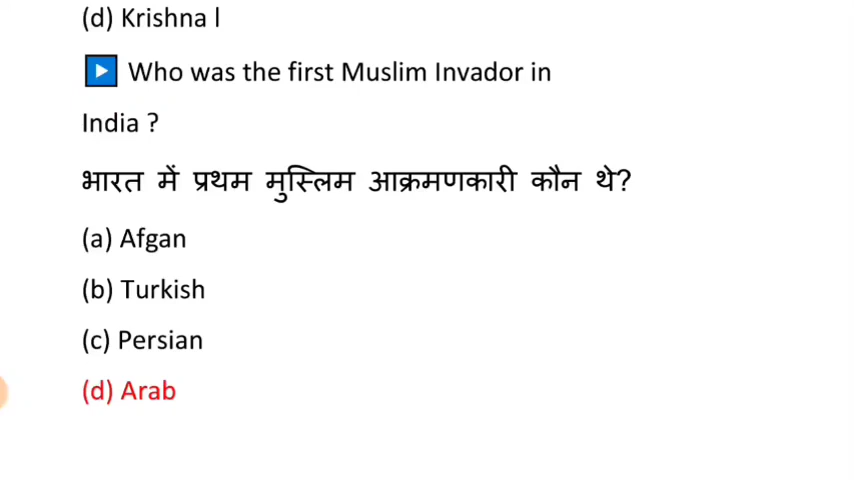 (d) Krishna l
▶ Who was the first Muslim Invador in
India ?
भारत में प्रथम मुस्लिम आक्रमणकारी कौन थे?
(a) Afgan
(b) Turkish
(c) Persian
(d) Arab